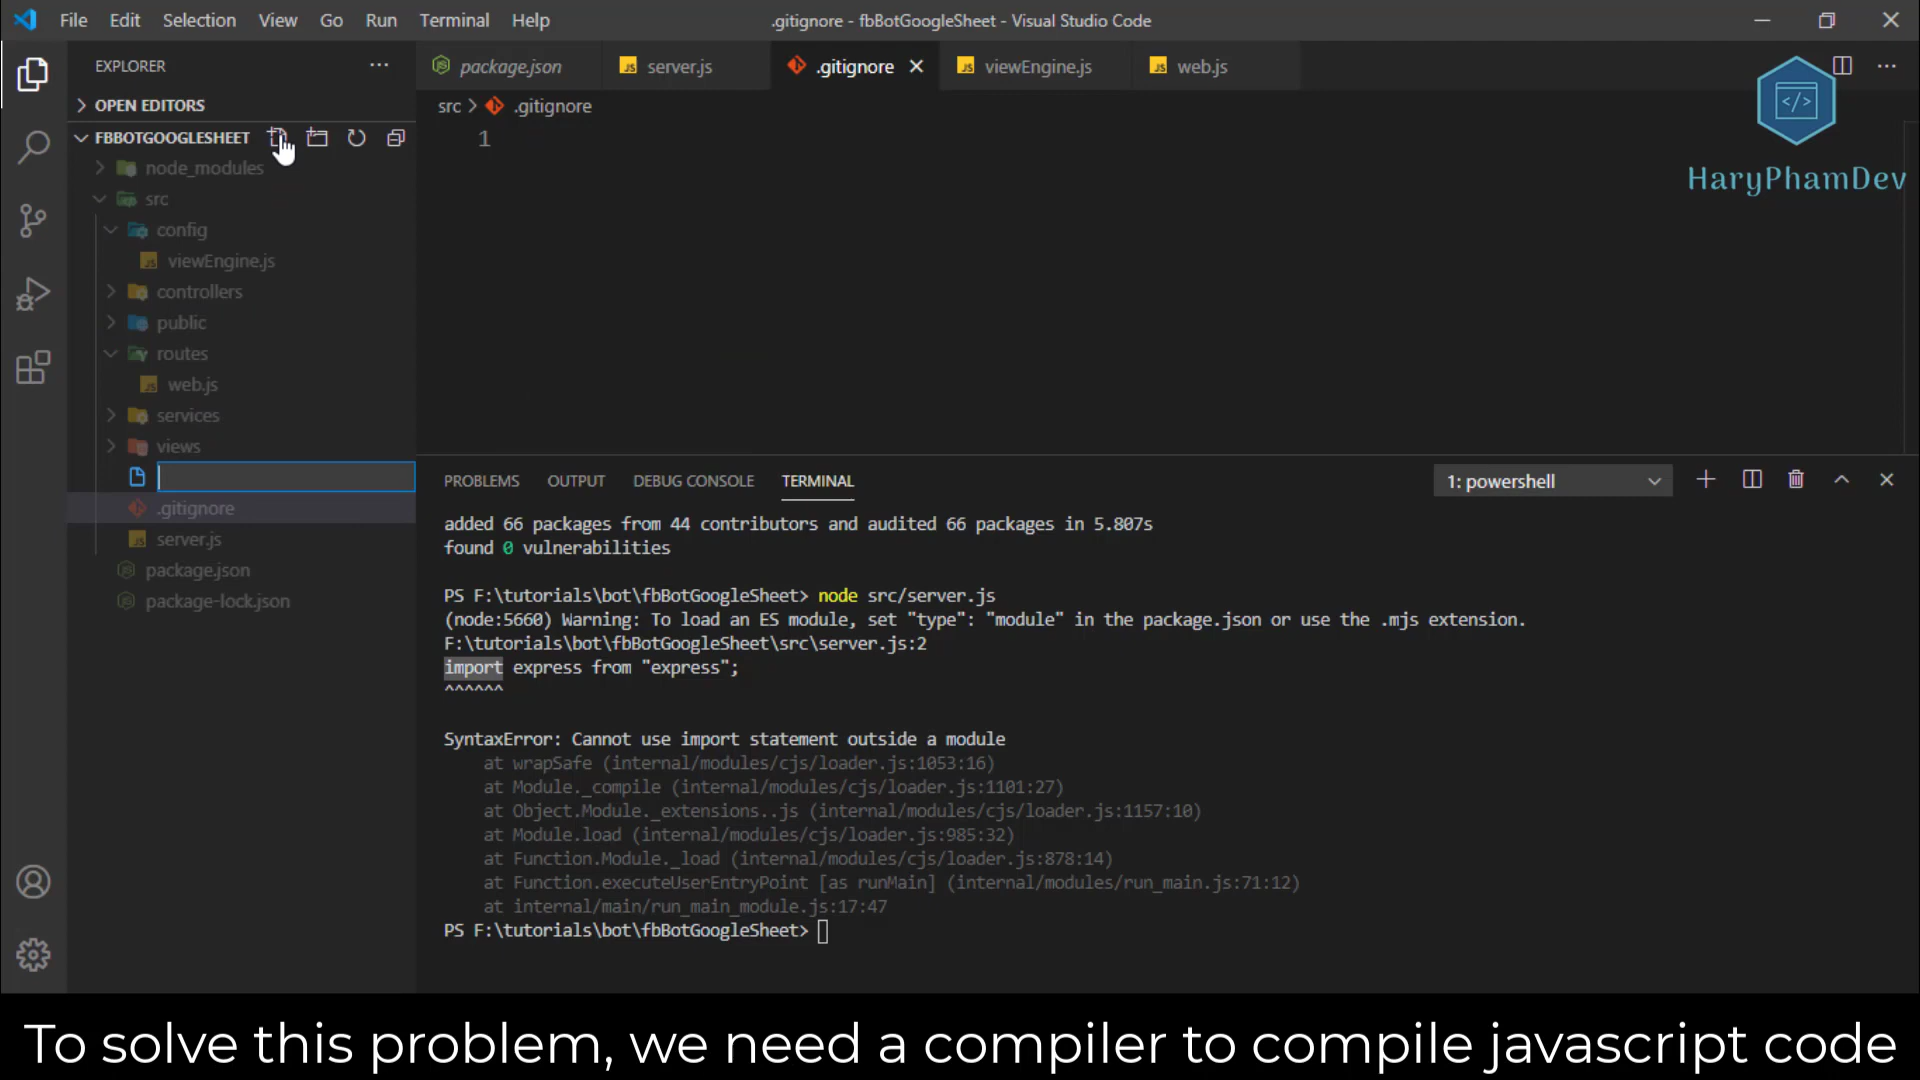 File Edit Selection View Go Run Terminal Help
.gitignore - fbBotGoogleSheet - Visual Studio Code
EXPLORER
package.json
server.js
.gitignore
viewEngine.js
web.js
OPEN EDITORS
src > .gitignore
FBBOTGOOGLESHEET
1
</>
HaryPhamDev
node_modules
src
config
viewEngine.js
controllers
public
routes
web.js
services
views
.gitignore
server.js
package.json
package-lock.json
PROBLEMS OUTPUT DEBUG CONSOLE TERMINAL
1: powershell
added 66 packages from 44 contributors and audited 66 packages in 5.807s
found 0 vulnerabilities
PS F:\tutorials\bot\fbBotGoogleSheet> node src/server.js
(node:5660) Warning: To load an ES module, set "type": "module" in the package.json or use the .mjs extension.
F:\tutorials\bot\fbBotGoogleSheet\src\server.js:2
import express from "express";
^^^^^^
SyntaxError: Cannot use import statement outside a module
at wrapSafe (internal/modules/cjs/loader.js:1053:16)
at Module._compile (internal/modules/cjs/loader.js:1101:27)
at Object.Module._extensions..js (internal/modules/cjs/loader.js:1157:10)
at Module.load (internal/modules/cjs/loader.js:985:32)
at Function.Module._load (internal/modules/cjs/loader.js:878:14)
at Function.executeUserEntryPoint [as runMain] (internal/modules/run_main.js:71:12)
at internal/main/run_main_module.js:17:47
PS F:\tutorials\bot\fbBotGoogleSheet>
To solve this problem, we need a compiler to compile javascript code